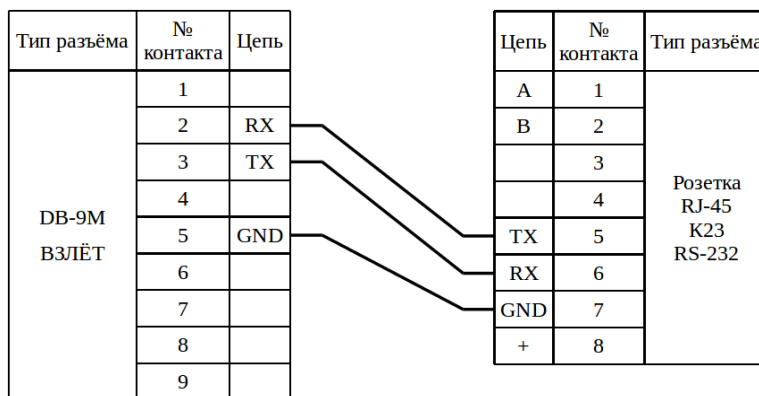 Тип разъёма № контакта Цепь
1
2 RX
3 TX
4
DB-9M
ВЗЛЁТ
5 GND
6
7
8
9
Цепь № контакта Тип разъёма
A 1
B 2
3
4
TX 5
RX 6
GND 7
+ 8
Розетка
RJ-45
К23
RS-232